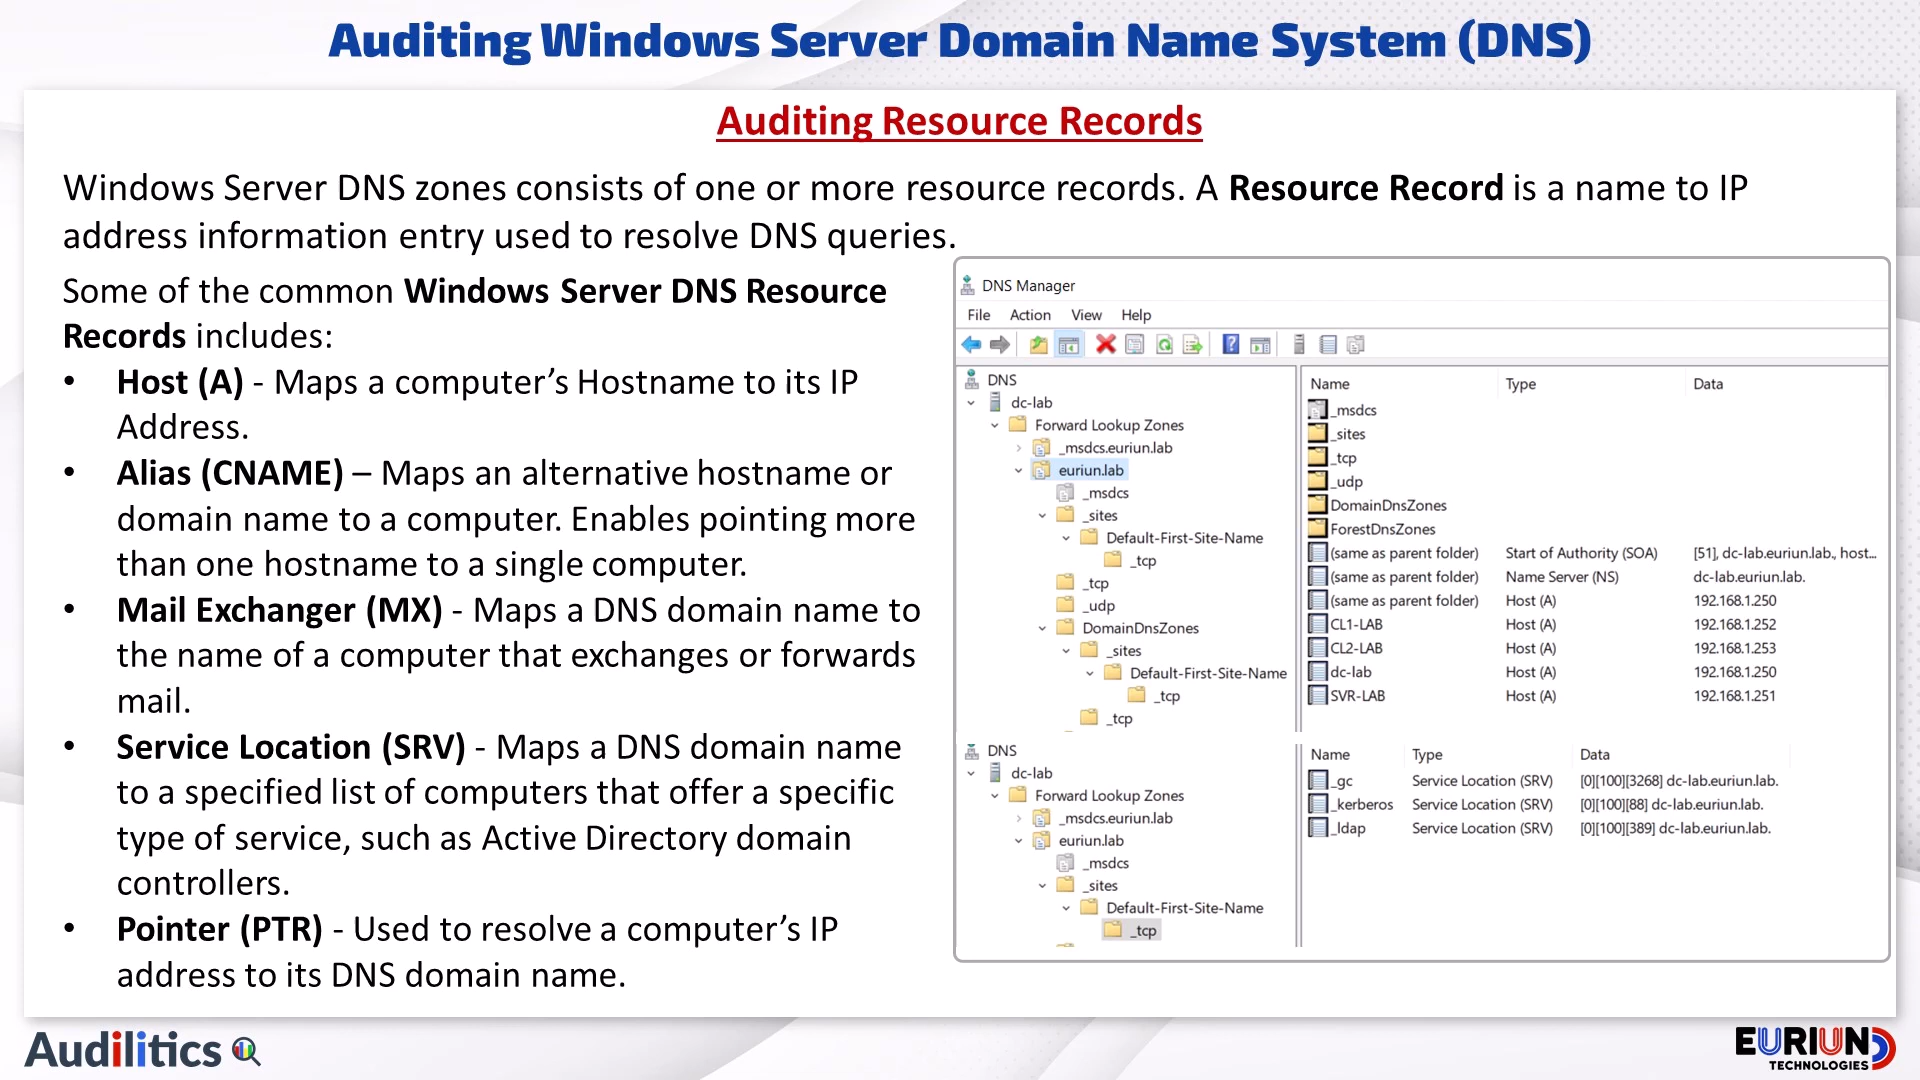 Auditing Windows Server Domain Name System (DNS)
Auditing Resource Records
Windows Server DNS zones consists of one or more resource records. A Resource Record is a name to IP
address information entry used to resolve DNS queries.
Some of the common Windows Server DNS Resource
Records includes:
• Host (A) - Maps a computer’s Hostname to its IP
Address.
• Alias (CNAME) – Maps an alternative hostname or
domain name to a computer. Enables pointing more
than one hostname to a single computer.
• Mail Exchanger (MX) - Maps a DNS domain name to
the name of a computer that exchanges or forwards
mail.
• Service Location (SRV) - Maps a DNS domain name
to a specified list of computers that offer a specific
type of service, such as Active Directory domain
controllers.
• Pointer (PTR) - Used to resolve a computer’s IP
address to its DNS domain name.
DNS Manager
File Action View Help
DNS
dc-lab
Forward Lookup Zones
_msdcs.euriun.lab
euriun.lab
_msdcs
_sites
Default-First-Site-Name
_tcp
_tcp
_udp
DomainDnsZones
_sites
Default-First-Site-Name
_tcp
_tcp
Name Type Data
_msdcs
_sites
_tcp
_udp
DomainDnsZones
ForestDnsZones
(same as parent folder) Start of Authority (SOA) [51], dc-lab.euriun.lab., host...
(same as parent folder) Name Server (NS) dc-lab.euriun.lab.
(same as parent folder) Host (A) 192.168.1.250
CL1-LAB Host (A) 192.168.1.252
CL2-LAB Host (A) 192.168.1.253
dc-lab Host (A) 192.168.1.250
SVR-LAB Host (A) 192.168.1.251
DNS
dc-lab
Forward Lookup Zones
_msdcs.euriun.lab
euriun.lab
_msdcs
_sites
Default-First-Site-Name
_tcp
Name Type Data
_gc Service Location (SRV) [0][100][3268] dc-lab.euriun.lab.
_kerberos Service Location (SRV) [0][100][88] dc-lab.euriun.lab.
_ldap Service Location (SRV) [0][100][389] dc-lab.euriun.lab.
Audilitics
EURIUN
TECHNOLOGIES